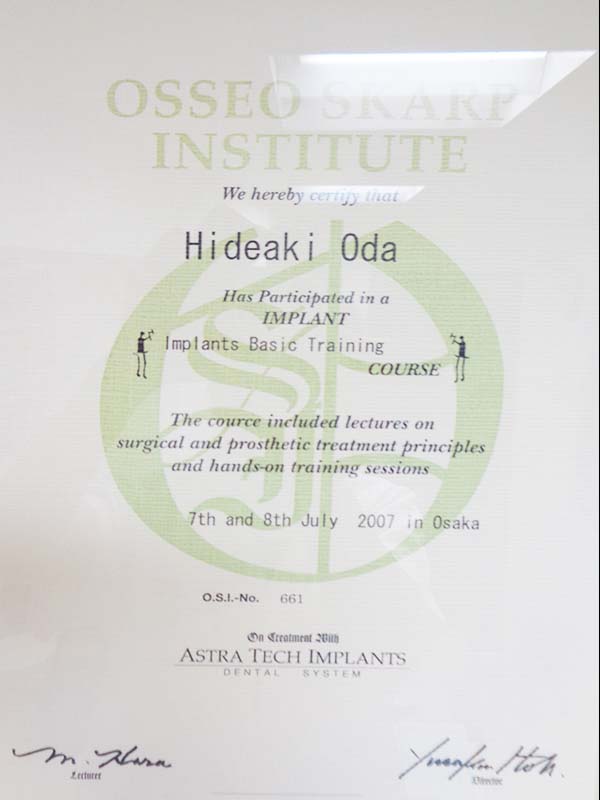 OSSEO SKARP
INSTITUTE
We hereby certify that
Hideaki Oda
Has Participated in a
IMPLANT
Implants Basic Training
COURSE
The cource included lectures on
surgical and prosthetic treatment principles
and hands-on training sessions
7th and 8th July 2007 in Osaka
O.S.I.-No. 661
On Creatment With
ASTRA TECH IMPLANTS
DENTAL SYSTEM
M. Hara
Lecturer
Director